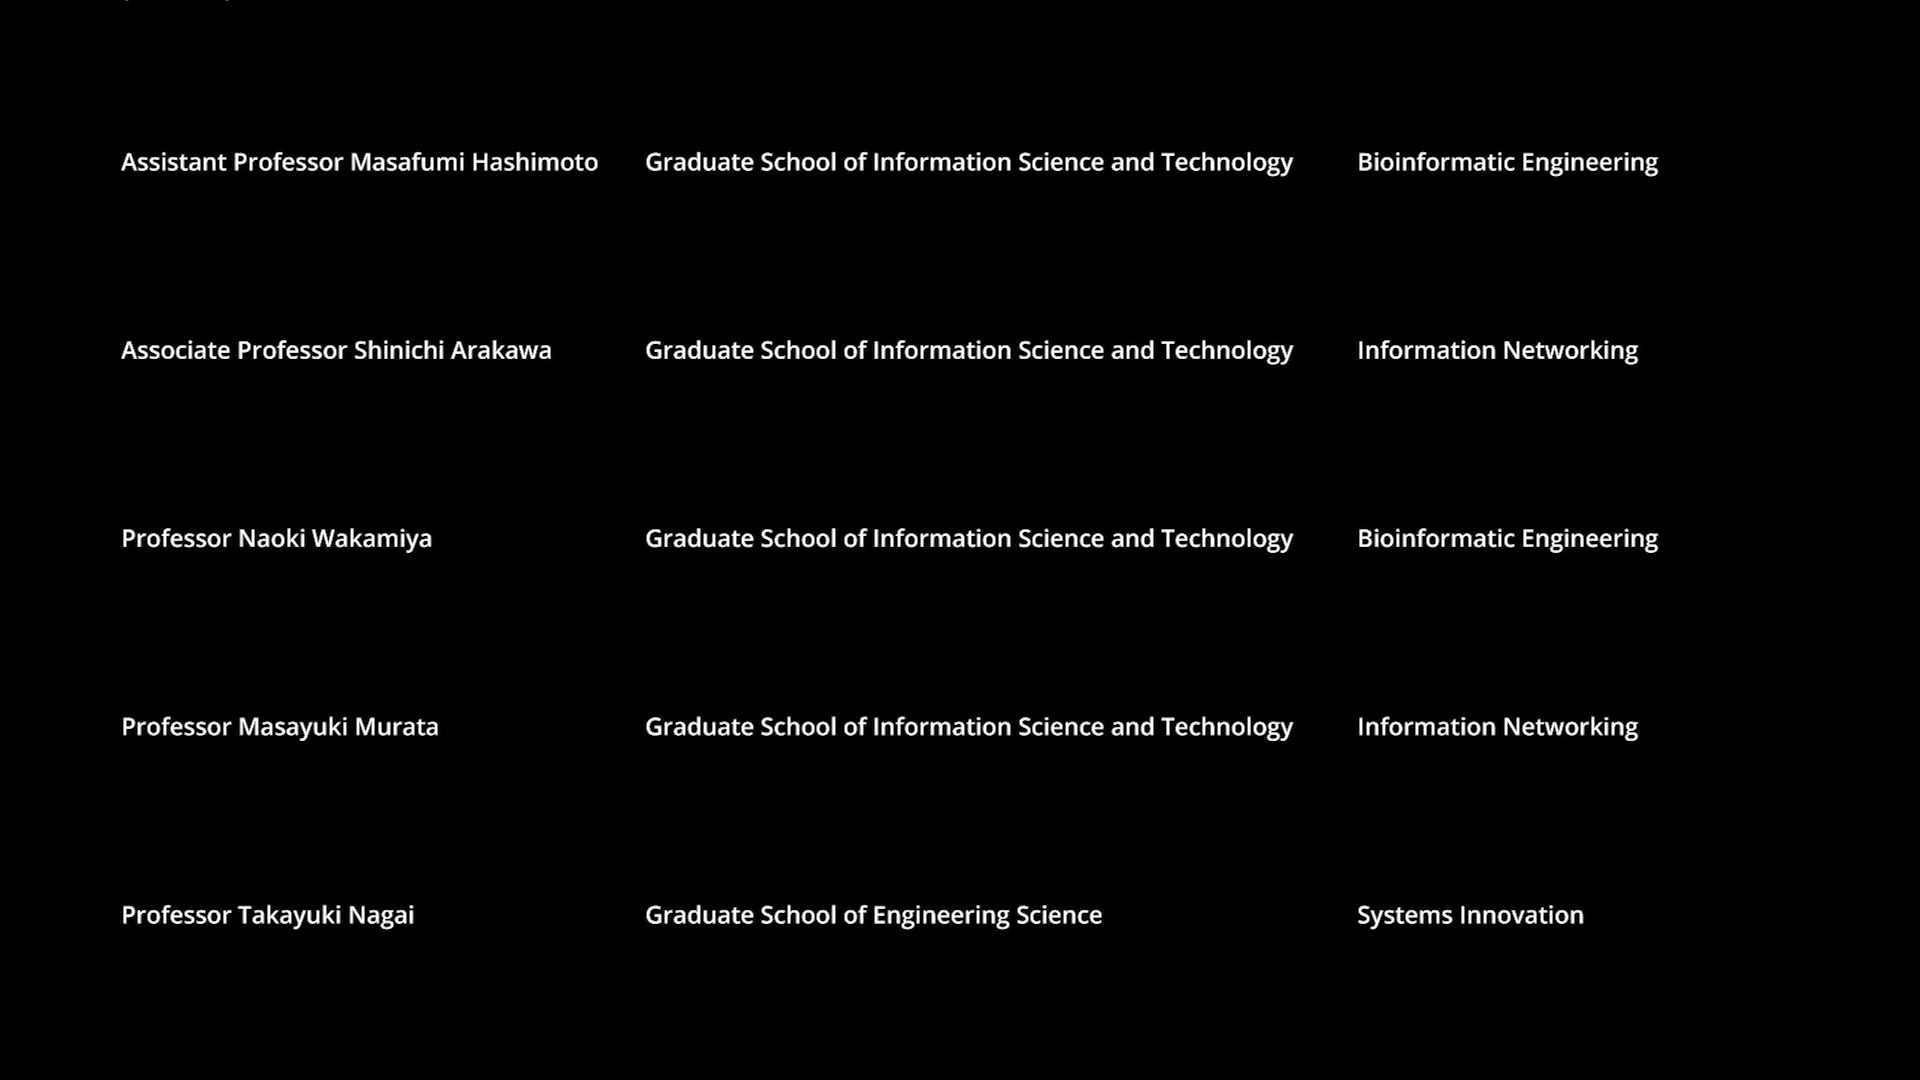 Assistant Professor Masafumi Hashimoto Graduate School of Information Science and Technology Bioinformatic Engineering
Associate Professor Shinichi Arakawa Graduate School of Information Science and Technology Information Networking
Professor Naoki Wakamiya Graduate School of Information Science and Technology Bioinformatic Engineering
Professor Masayuki Murata Graduate School of Information Science and Technology Information Networking
Professor Takayuki Nagai Graduate School of Engineering Science Systems Innovation